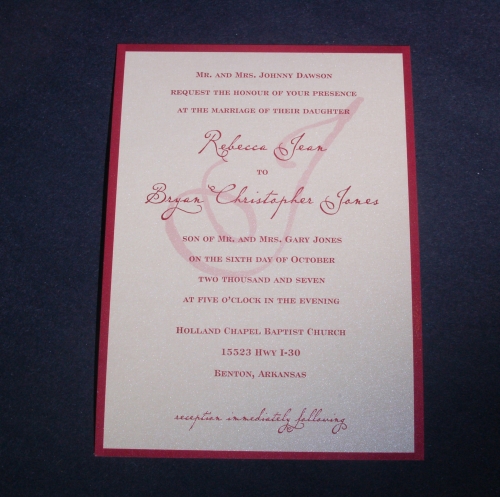 Mr. and Mrs. Johnny Dawson
request the honour of your presence
at the marriage of their daughter
Rebecca Jean
to
Bryan Christopher Jones
son of Mr. and Mrs. Gary Jones
on the sixth day of October
two thousand and seven
at five o'clock in the evening
Holland Chapel Baptist Church
15523 Hwy I-30
Benton, Arkansas
reception immediately following
J